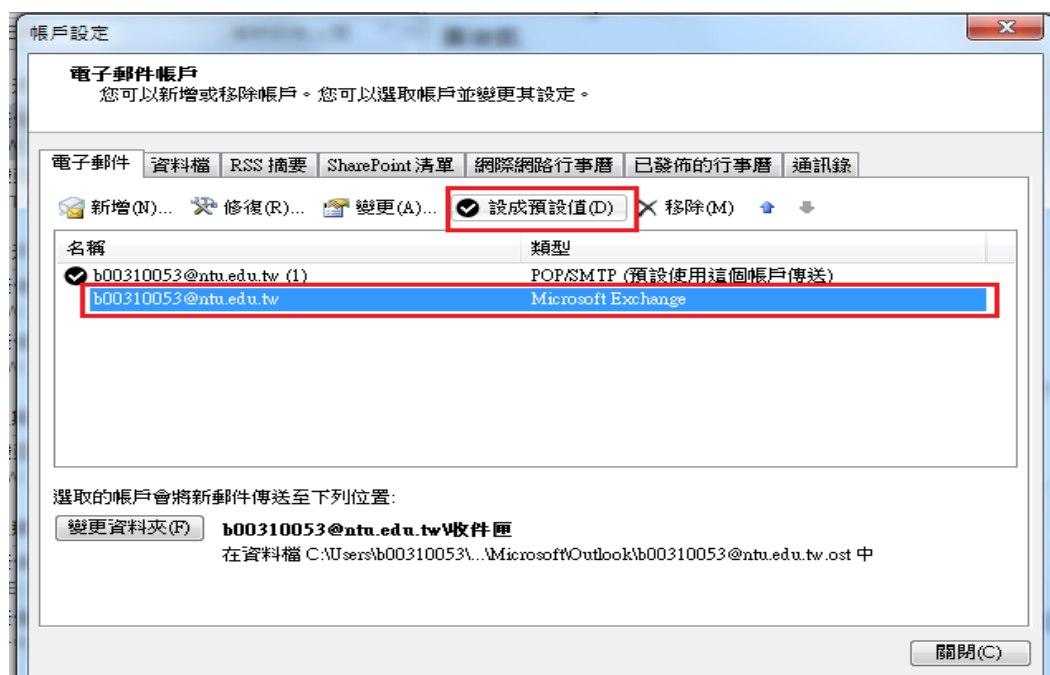 帳戶設定
電子郵件帳戶
您可以新增或移除帳戶。您可以選取帳戶並變更其設定。
電子郵件 資料檔 RSS 摘要 SharePoint 清單 網際網路行事曆 已發佈的行事曆 通訊錄
新增(N)... 修復(R)... 變更(A)... 設成預設值(D) 移除(M)
名稱 類型
b00310053@ntu.edu.tw (1) POP/SMTP (預設使用這個帳戶傳送)
b00310053@ntu.edu.tw Microsoft Exchange
選取的帳戶會將新郵件傳送至下列位置:
變更資料夾(F) b00310053@ntu.edu.tw\收件匣
在資料檔 C:\Users\b00310053\...\Microsoft\Outlook\b00310053@ntu.edu.tw.ost 中
關閉(C)